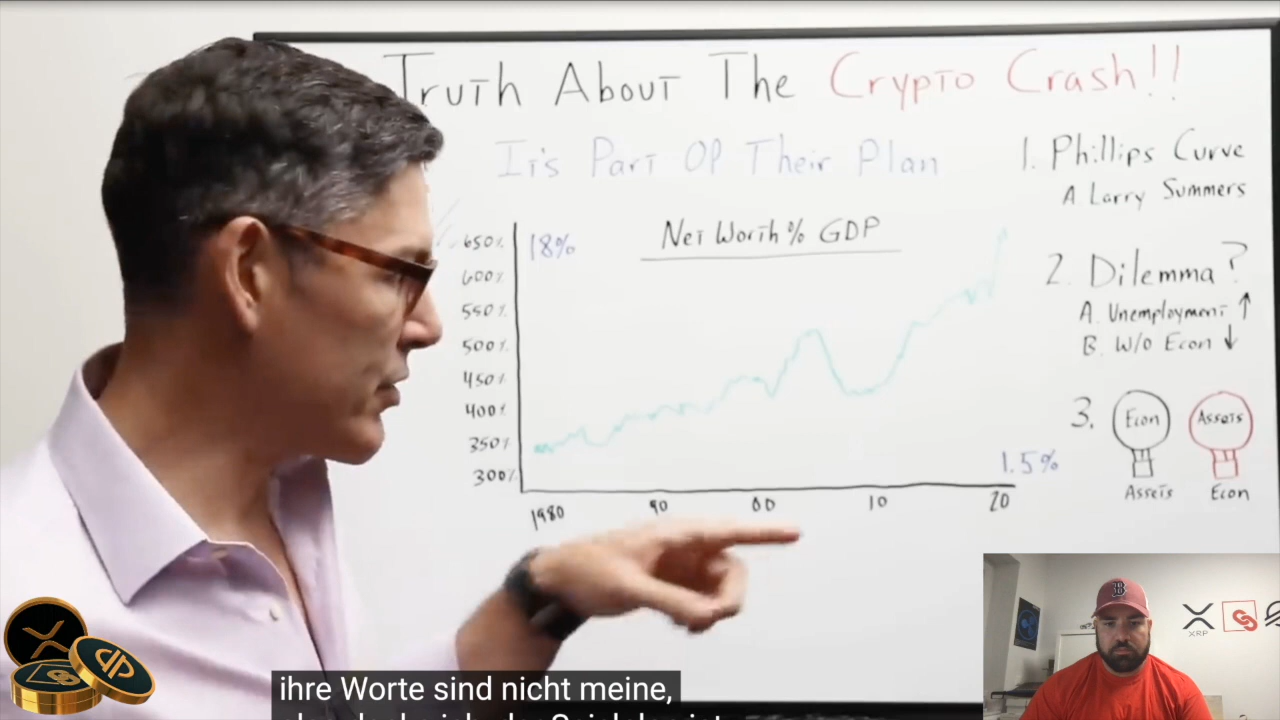 Truth About The Crypto Crash!!
It's Part Of Their Plan
1. Phillips Curve
A Larry Summers
Net Worth % GDP
18%
650%
600%
550%
500%
450%
400%
350%
300%
1980
90
00
10
20
1.5%
2. Dilemma?
A. Unemployment ↑
B. W/o Econ ↓
3.
Econ
Assets
Assets
Econ
XRP
ihre Worte sind nicht meine,